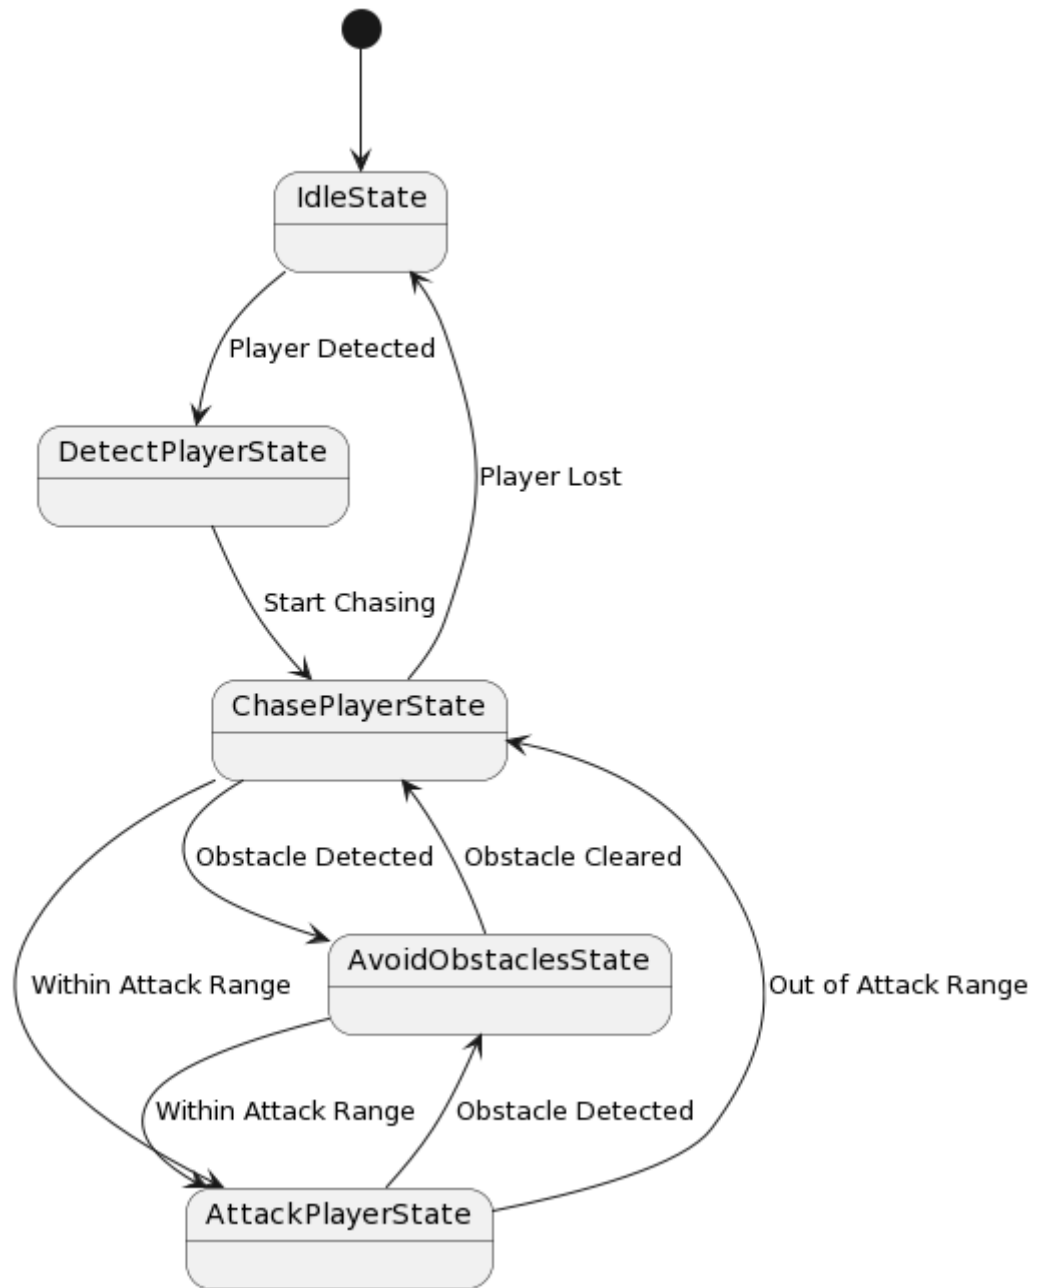 IdleState
Player Detected
DetectPlayerState
Player Lost
Start Chasing
ChasePlayerState
Obstacle Detected
Obstacle Cleared
AvoidObstaclesState
Within Attack Range
Out of Attack Range
Within Attack Range
Obstacle Detected
AttackPlayerState